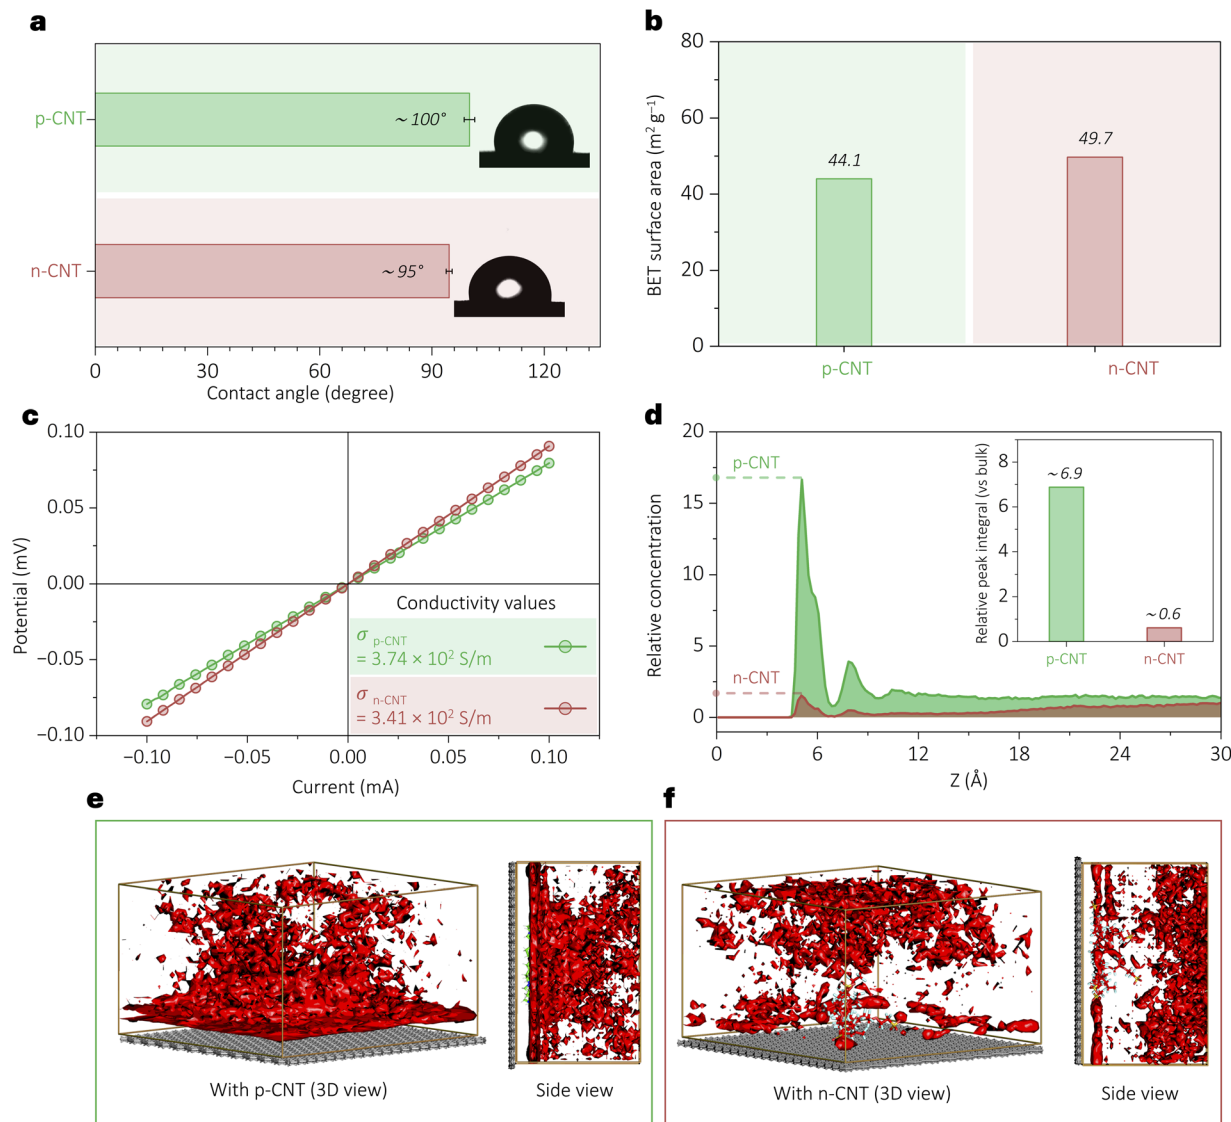 a
p-CNT
~100°
n-CNT
~95°
0 30 60 90 120
Contact angle (degree)
b
80
60
40
20
0
BET surface area (m² g⁻¹)
44.1
49.7
p-CNT
n-CNT
c
0.10
0.05
0.00
−0.05
−0.10
Potential (mV)
Conductivity values
σ p-CNT
= 3.74 × 10² S/m
σ n-CNT
= 3.41 × 10² S/m
−0.10 −0.05 0.00 0.05 0.10
Current (mA)
d
20
15
10
5
0
Relative concentration
p-CNT
n-CNT
8
6
4
2
0
Relative peak integral (vs bulk)
~6.9
~0.6
p-CNT
n-CNT
0 6 12 18 24 30
Z (Å)
e
With p-CNT (3D view)
Side view
f
With n-CNT (3D view)
Side view